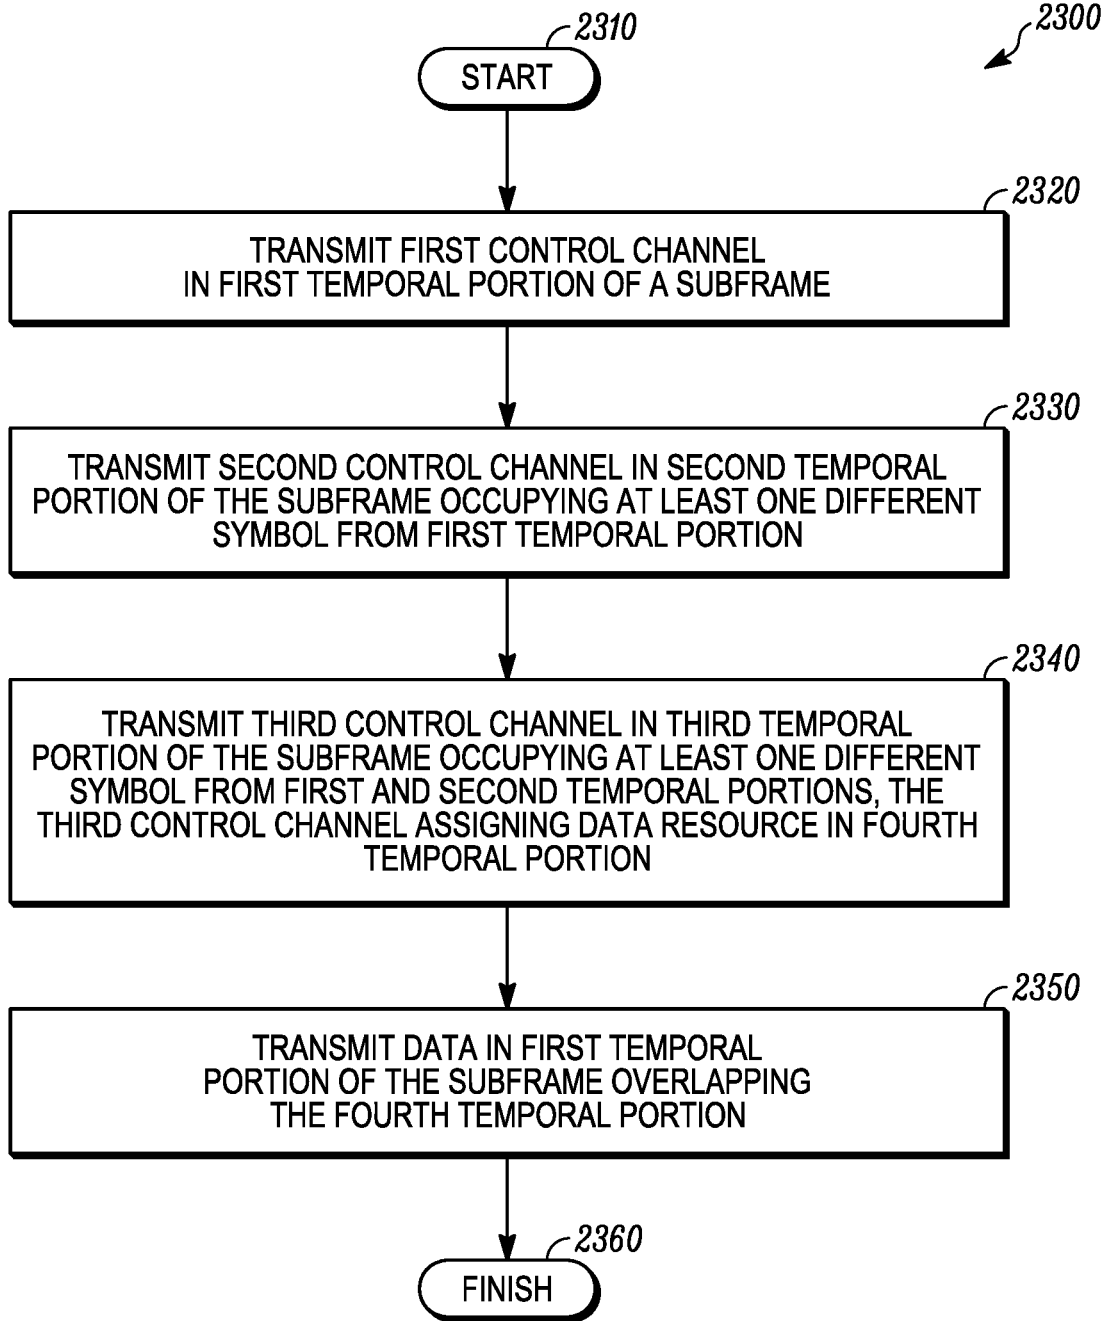 2300
2310
START
2320
TRANSMIT FIRST CONTROL CHANNEL
IN FIRST TEMPORAL PORTION OF A SUBFRAME
2330
TRANSMIT SECOND CONTROL CHANNEL IN SECOND TEMPORAL
PORTION OF THE SUBFRAME OCCUPYING AT LEAST ONE DIFFERENT
SYMBOL FROM FIRST TEMPORAL PORTION
2340
TRANSMIT THIRD CONTROL CHANNEL IN THIRD TEMPORAL
PORTION OF THE SUBFRAME OCCUPYING AT LEAST ONE DIFFERENT
SYMBOL FROM FIRST AND SECOND TEMPORAL PORTIONS, THE
THIRD CONTROL CHANNEL ASSIGNING DATA RESOURCE IN FOURTH
TEMPORAL PORTION
2350
TRANSMIT DATA IN FIRST TEMPORAL
PORTION OF THE SUBFRAME OVERLAPPING
THE FOURTH TEMPORAL PORTION
2360
FINISH